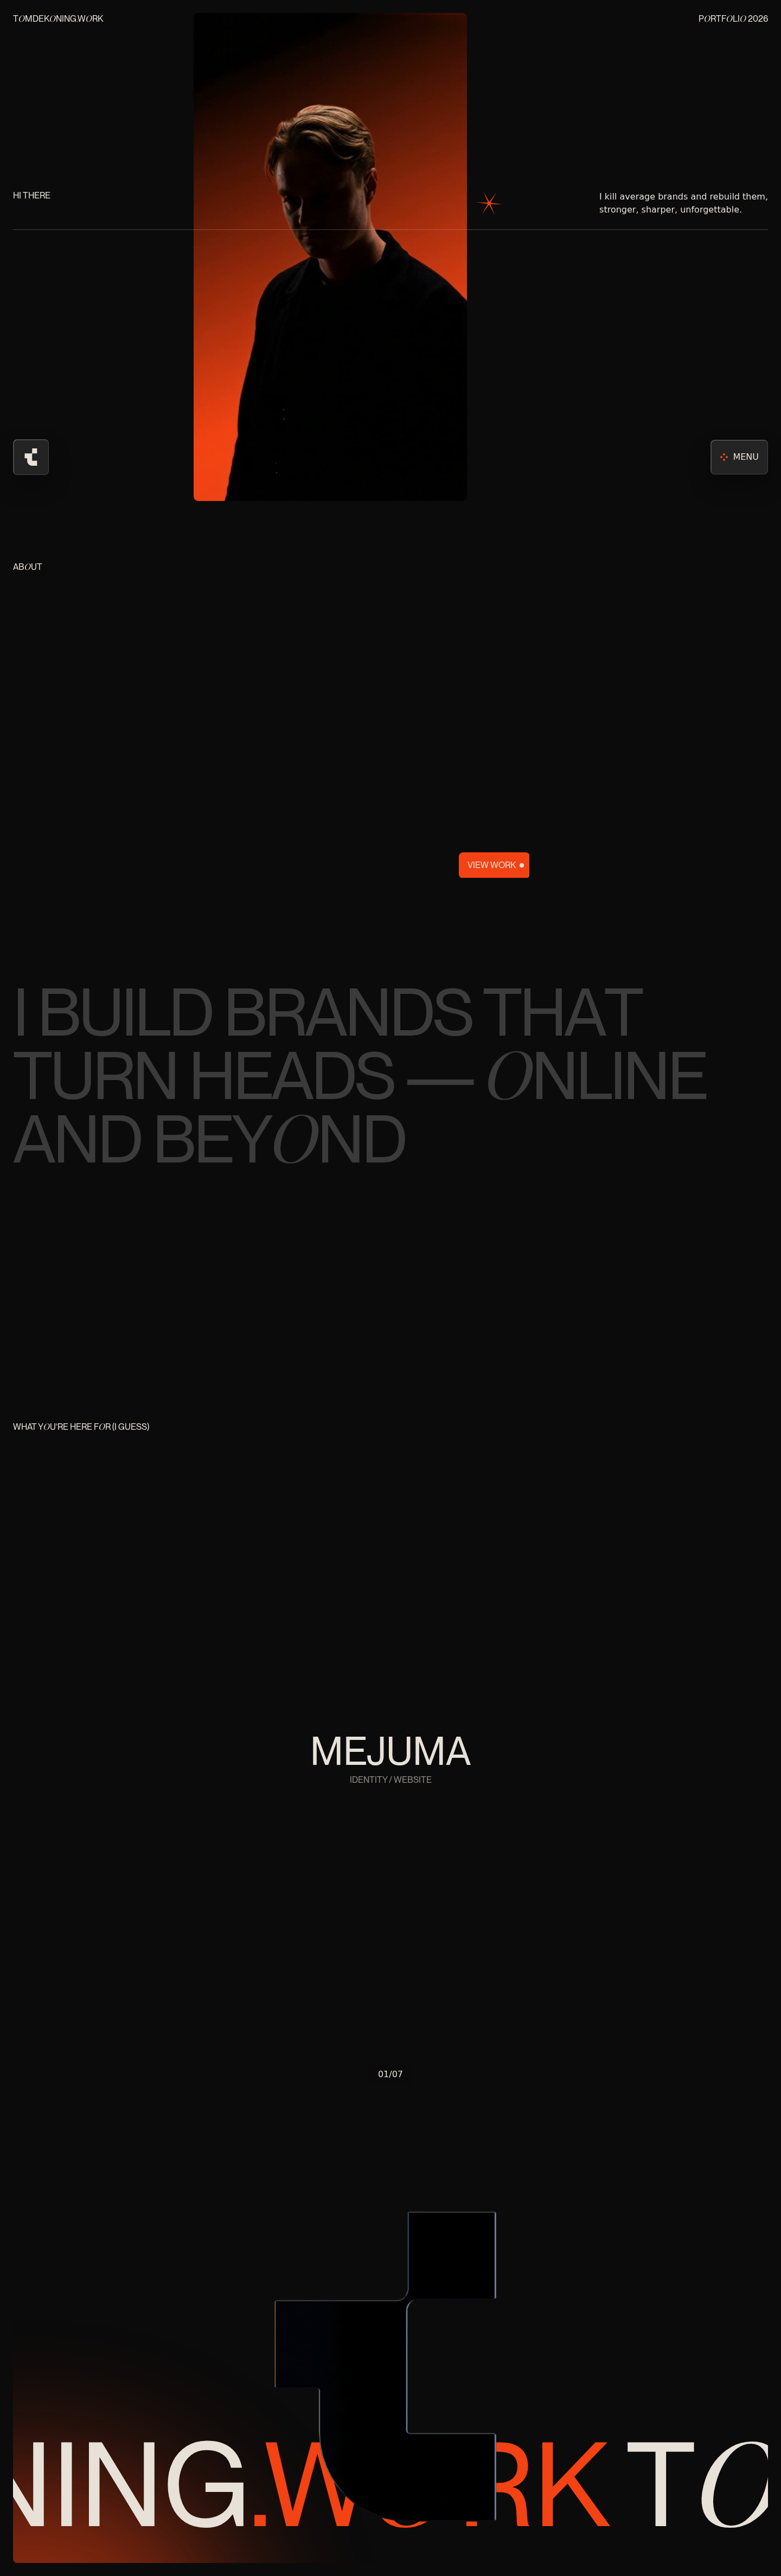 TOMDEKONING.WORK
PORTFOLIO 2026
HI THERE
I kill average brands and rebuild them,
stronger, sharper, unforgettable.
MENU
ABOUT
VIEW WORK
I BUILD BRANDS THAT
TURN HEADS — ONLINE
AND BEYOND
WHAT YOU'RE HERE FOR (I GUESS)
MEJUMA
IDENTITY / WEBSITE
01/07
NING.WORK TO